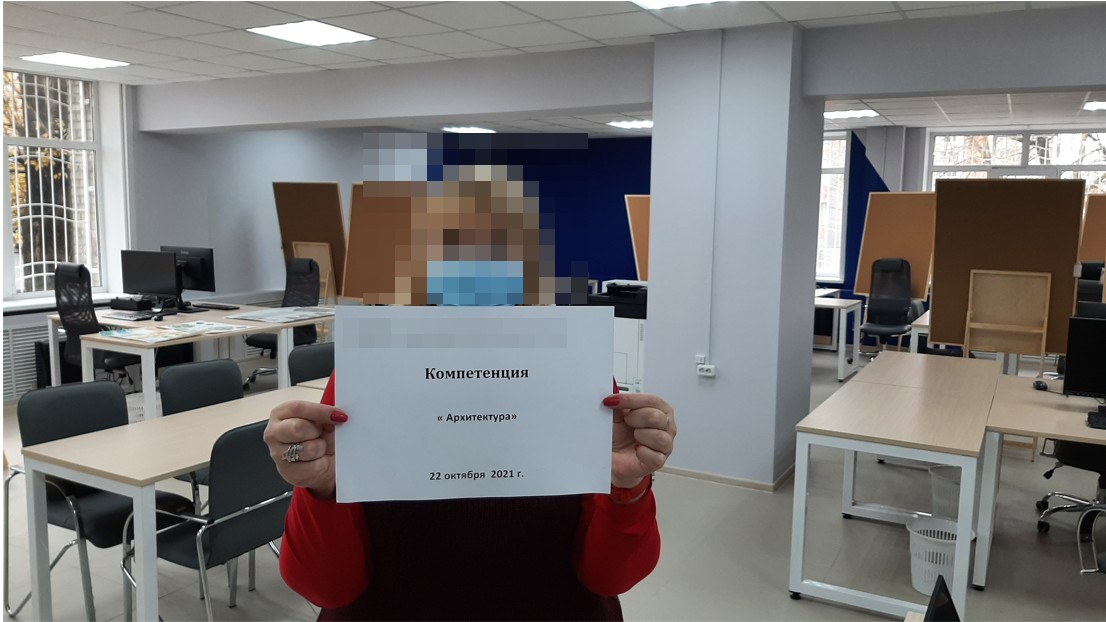 Компетенция
« Архитектура»
22 октября 2021 г.